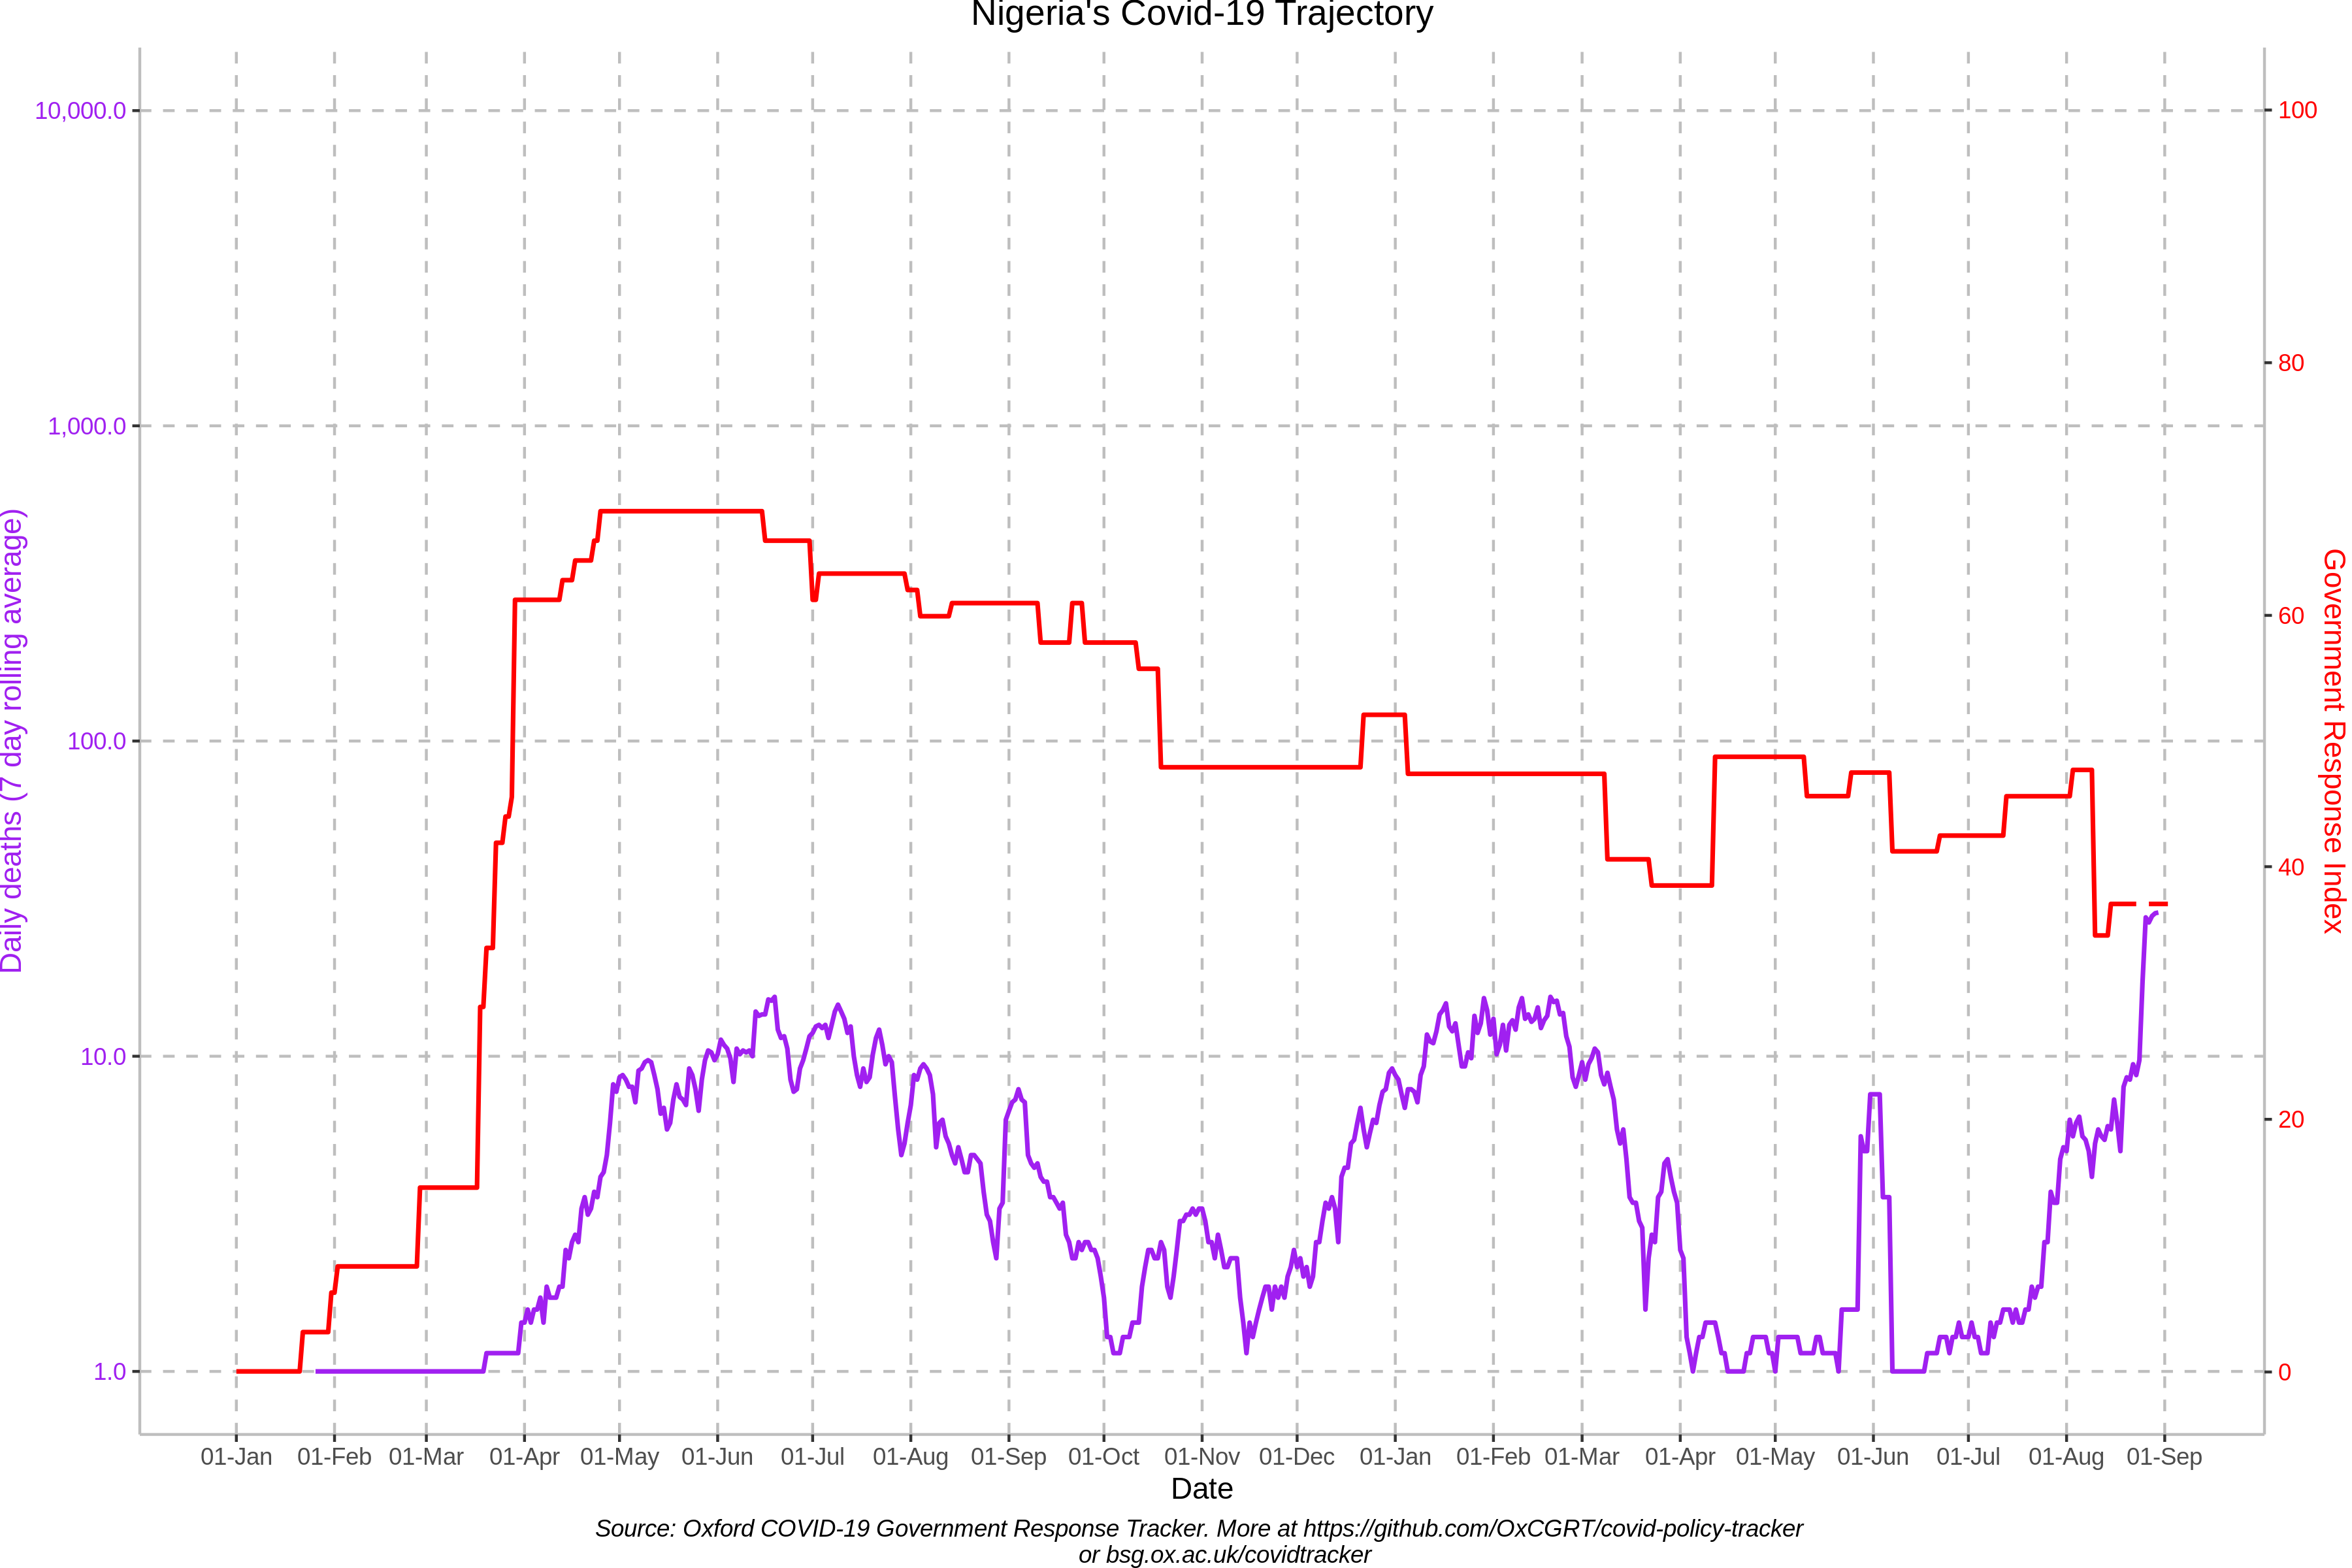 Nigeria's Covid-19 Trajectory
10,000.0
1,000.0
100.0
10.0
1.0
Daily deaths (7 day rolling average)
100
80
60
40
20
0
Government Response Index
01-Jan 01-Feb 01-Mar 01-Apr 01-May 01-Jun 01-Jul 01-Aug 01-Sep 01-Oct 01-Nov 01-Dec 01-Jan 01-Feb 01-Mar 01-Apr 01-May 01-Jun 01-Jul 01-Aug 01-Sep
Date
Source: Oxford COVID-19 Government Response Tracker. More at https://github.com/OxCGRT/covid-policy-tracker
or bsg.ox.ac.uk/covidtracker